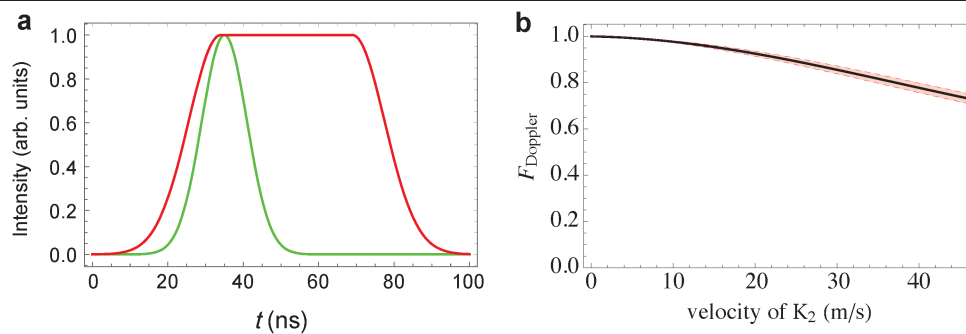 a
Intensity (arb. units)
1.0
0.8
0.6
0.4
0.2
0.0
0 20 40 60 80 100
t (ns)
b
F_Doppler
1.0
0.8
0.6
0.4
0.2
0.0
0 10 20 30 40
velocity of K₂ (m/s)